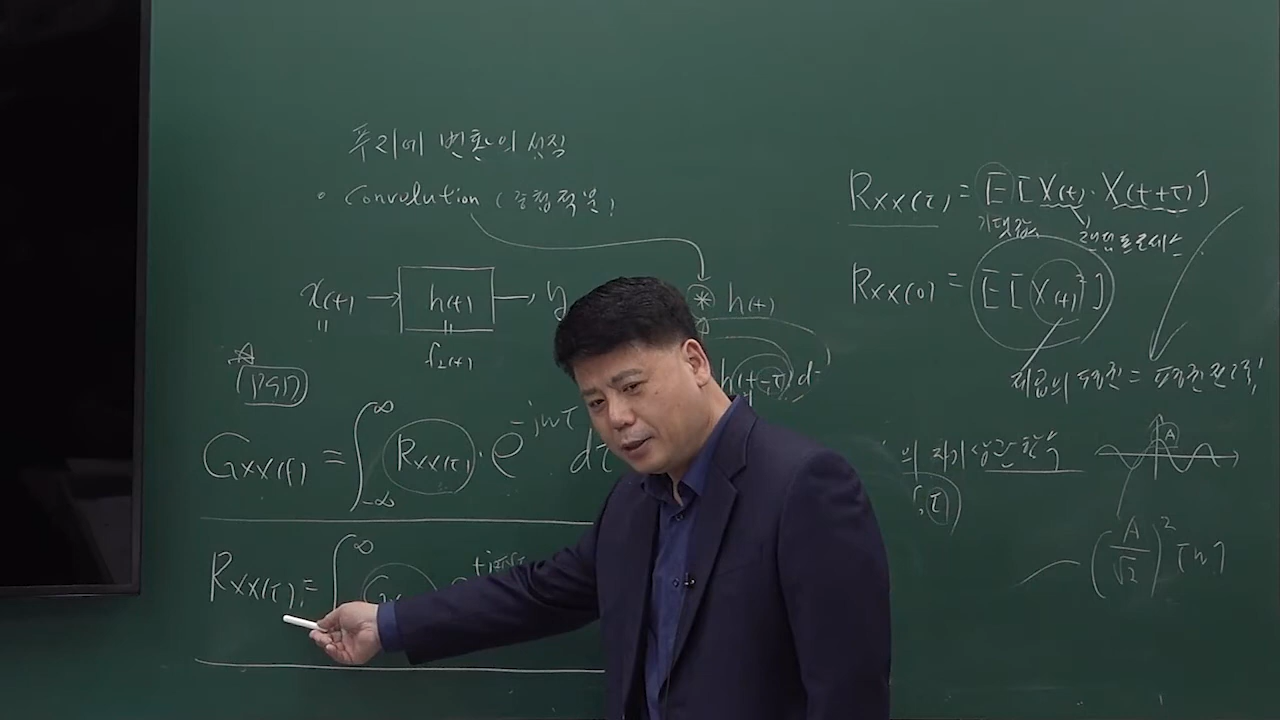 푸리에 변환의 성질
• Convolution (중첩적분)
x(t) → h(t) → y
* h(t)
f₂(t)
h(t-τ) d
(PSD)
Gxx(f) = ∫_{-∞}^{∞} Rxx(τ)·e^{-jωτ} dτ
Rxx(τ) = ∫^{∞}
Rxx(τ) = E[X(t)·X(t+τ)]
기댓값
랜덤프로세스
Rxx(0) = E[X(t)²]
제곱의 평균 = 평균전력!
의 자기상관함수
(τ)
A
(A/√2)² [W]